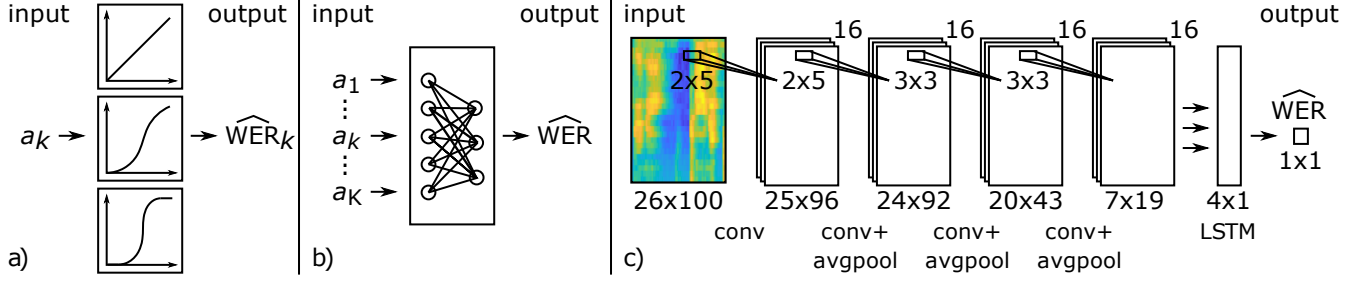 input
output
a_k
WER_k
a)
input
output
a_1
⋮
a_k
⋮
a_K
WER
b)
input
output
16
16
16
16
2x5
2x5
3x3
3x3
WER
1x1
26x100
25x96
24x92
20x43
7x19
4x1
conv
conv+
avgpool
conv+
avgpool
conv+
avgpool
LSTM
c)